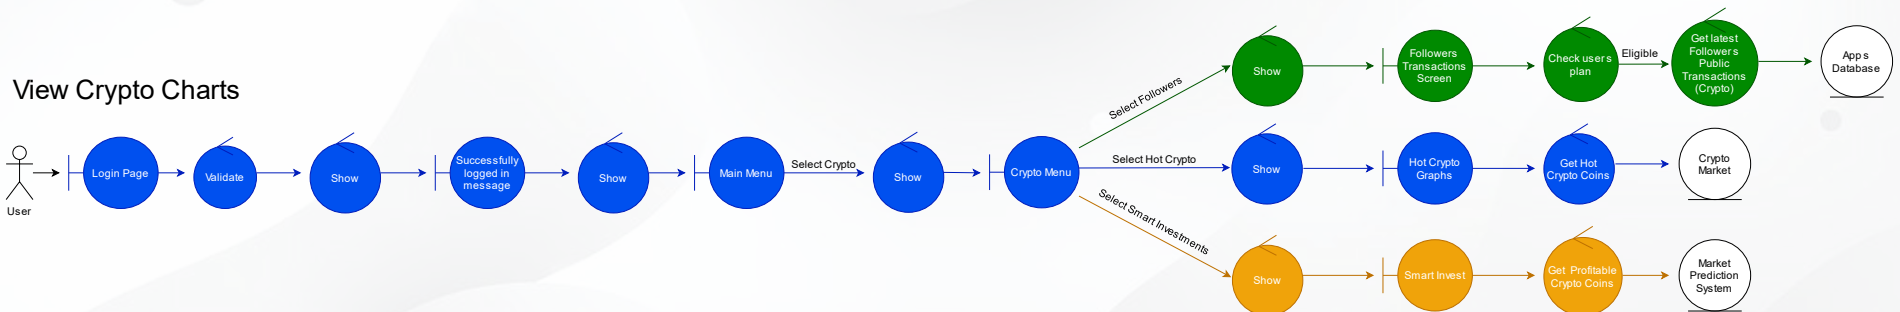 View Crypto Charts
User
Login Page
Validate
Show
Successfully
logged in
message
Show
Main Menu
Select Crypto
Show
Crypto Menu
Select Followers
Show
Followers
Transactions
Screen
Check users
plan
Eligible
Get latest
Followers
Public
Transactions
(Crypto)
Apps
Database
Select Hot Crypto
Show
Hot Crypto
Graphs
Get Hot
Crypto Coins
Crypto
Market
Select Smart Investments
Show
Smart Invest
Get Profitable
Crypto Coins
Market
Prediction
System